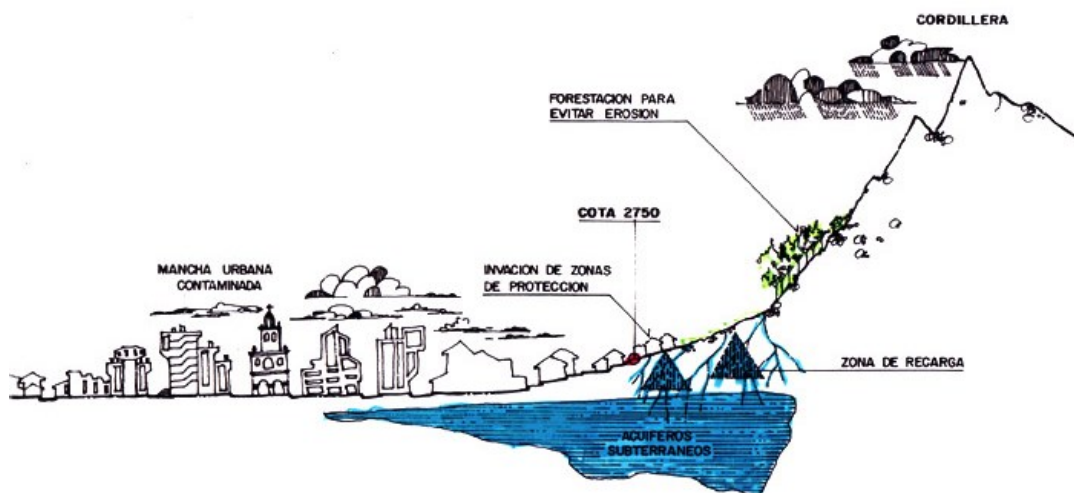 CORDILLERA
FORESTACION PARA
EVITAR EROSION
COTA 2750
MANCHA URBANA
CONTAMINADA
INVACION DE ZONAS
DE PROTECCION
ZONA DE RECARGA
ACUIFEROS
SUBTERRANEOS